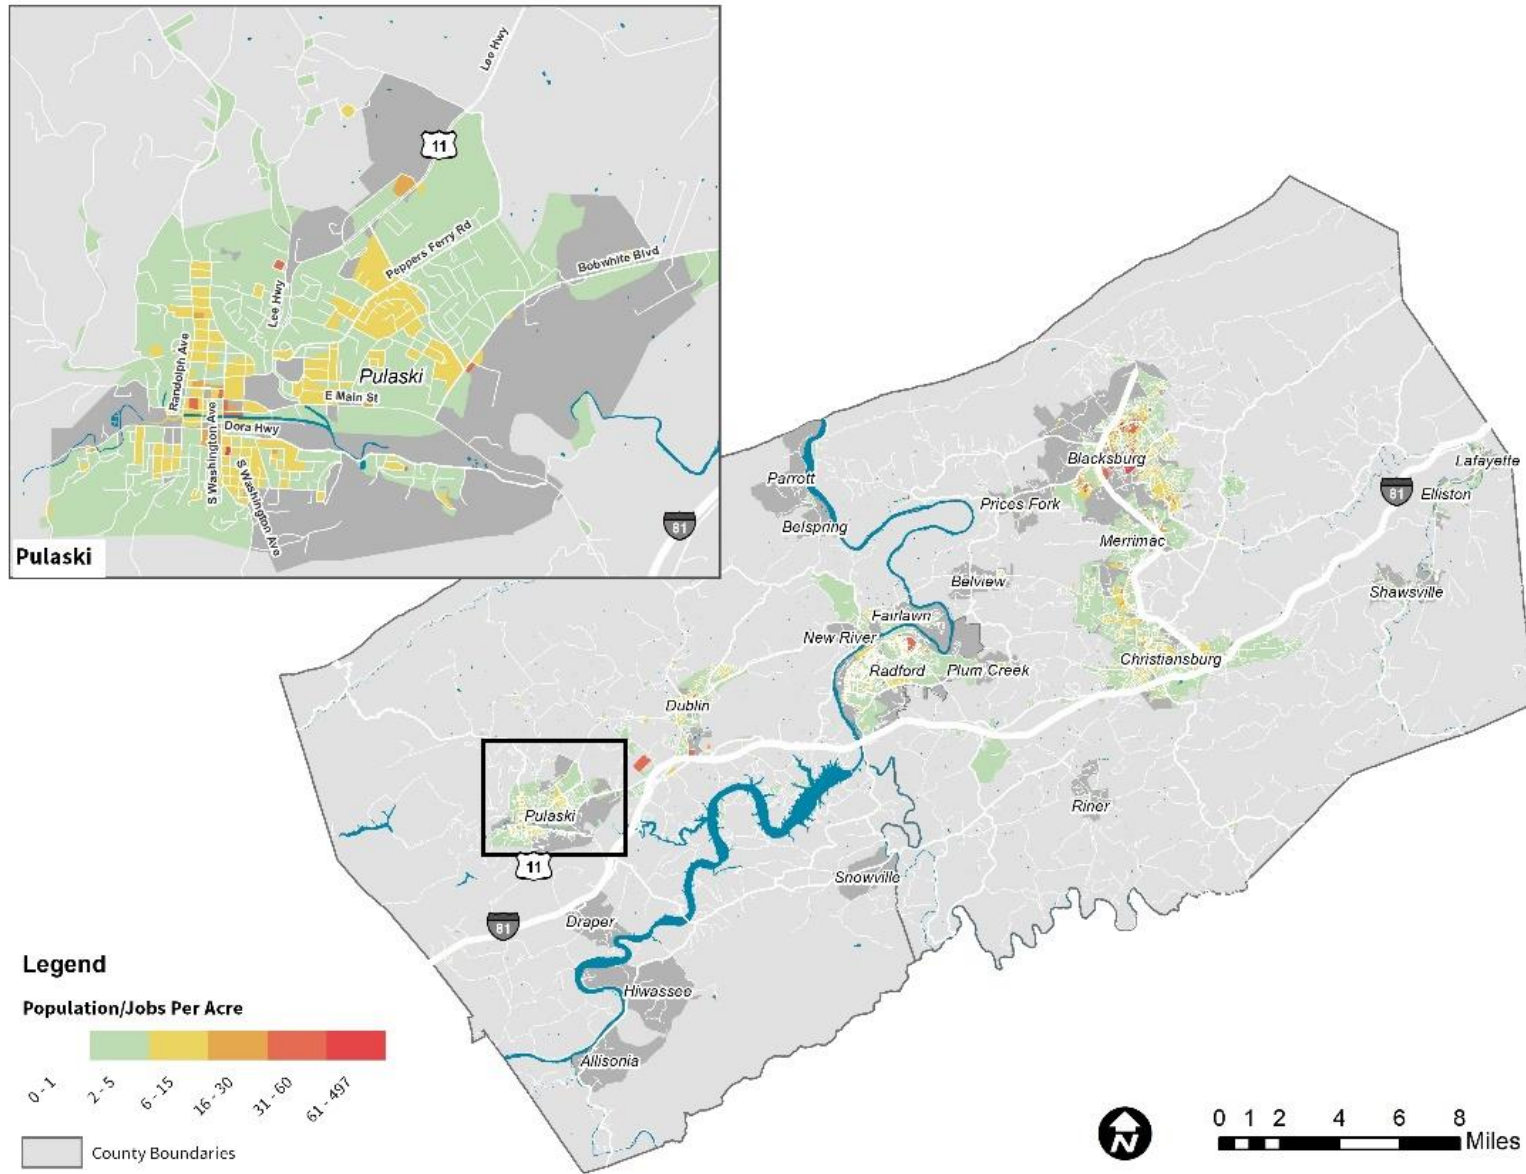 Lee Hwy
11
Peppers Ferry Rd
Bobwhite Blvd
Lee Hwy
Randolph Ave
Pulaski
E Main St
S Washington Ave
Dora Hwy
S Washington Ave
81
Pulaski
Parrott
Belspring
Prices Fork
Blacksburg
Lafayette
81
Elliston
Merrimac
Shawsville
Belview
Fairlawn
New River
Radford
Plum Creek
Christiansburg
Dublin
Pulaski
11
Riner
Snowville
Draper
81
Hiwassee
Allisonia
Legend
Population/Jobs Per Acre
0 - 1
2 - 5
6 - 15
16 - 30
31 - 60
61 - 497
County Boundaries
N
0 1 2 4 6 8
Miles